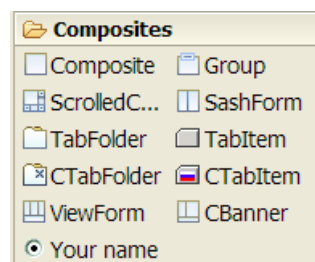 Composites
Composite Group
ScrolledC... SashForm
TabFolder TabItem
CTabFolder CTabItem
ViewForm CBanner
Your name